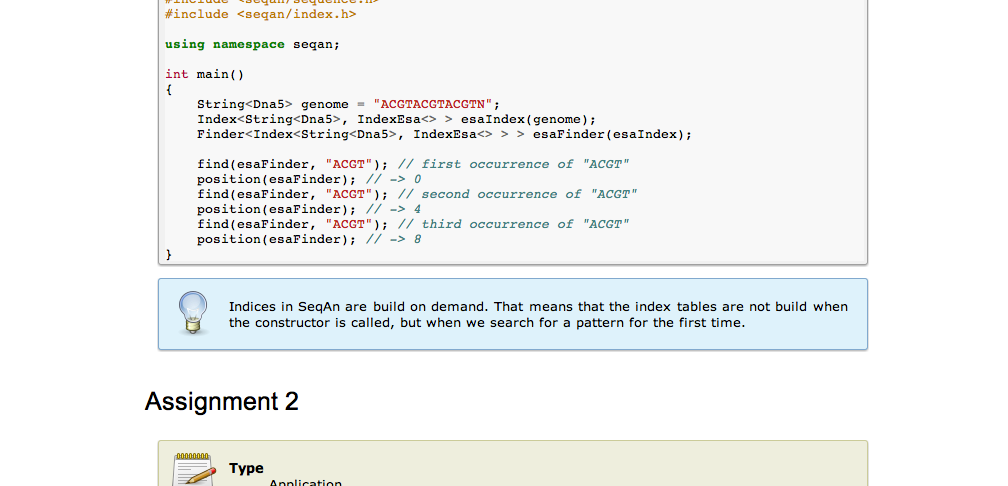 #include <seqan/sequence.h>
#include <seqan/index.h>
using namespace seqan;
int main()
{
String<Dna5> genome = "ACGTACGTACGTN";
Index<String<Dna5>, IndexEsa<> > esaIndex(genome);
Finder<Index<String<Dna5>, IndexEsa<> > > esaFinder(esaIndex);
find(esaFinder, "ACGT"); // first occurrence of "ACGT"
position(esaFinder); // -> 0
find(esaFinder, "ACGT"); // second occurrence of "ACGT"
position(esaFinder); // -> 4
find(esaFinder, "ACGT"); // third occurrence of "ACGT"
position(esaFinder); // -> 8
}
Indices in SeqAn are build on demand. That means that the index tables are not build when
the constructor is called, but when we search for a pattern for the first time.
Assignment 2
Type
Application